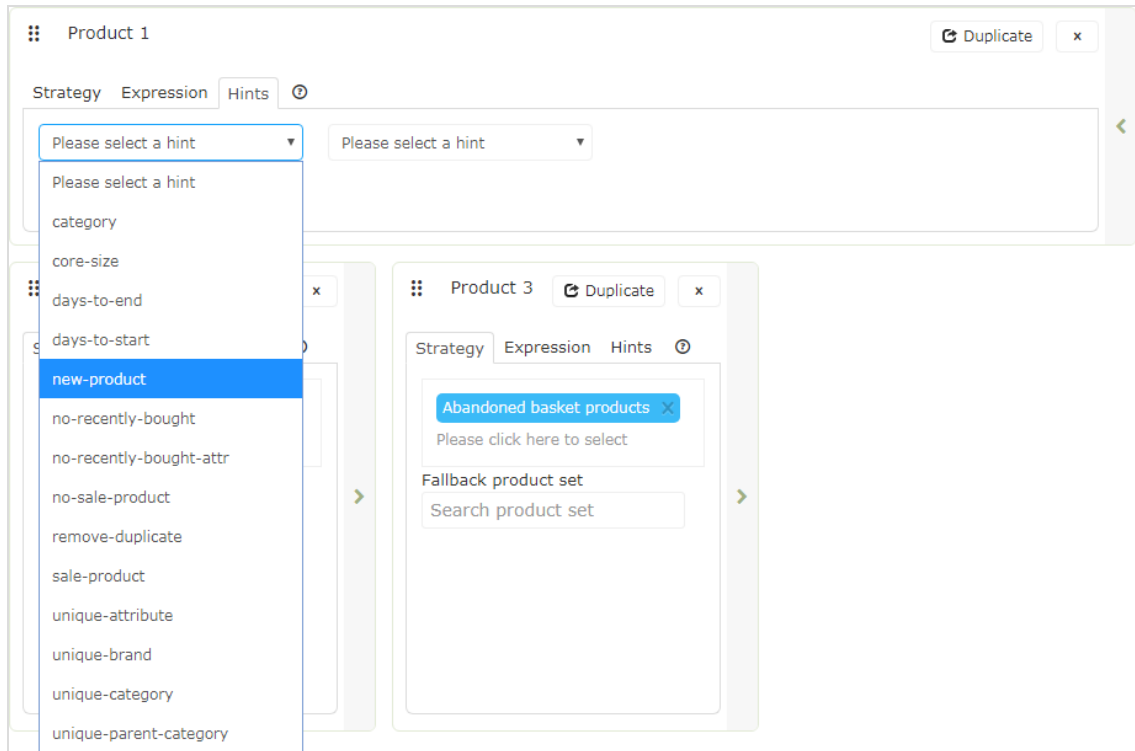 Product 1
Duplicate
x
Strategy Expression Hints
Please select a hint
Please select a hint
Please select a hint
category
core-size
days-to-end
days-to-start
new-product
no-recently-bought
no-recently-bought-attr
no-sale-product
remove-duplicate
sale-product
unique-attribute
unique-brand
unique-category
unique-parent-category
x
Product 3
Duplicate
x
Strategy Expression Hints
Abandoned basket products
Please click here to select
Fallback product set
Search product set